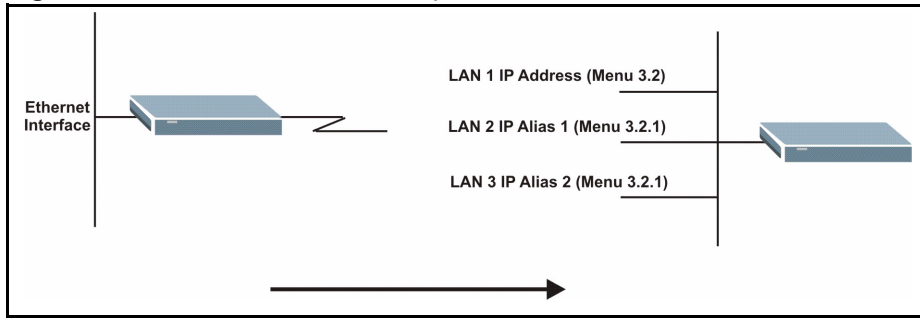 Ethernet
Interface
LAN 1 IP Address (Menu 3.2)
LAN 2 IP Alias 1 (Menu 3.2.1)
LAN 3 IP Alias 2 (Menu 3.2.1)